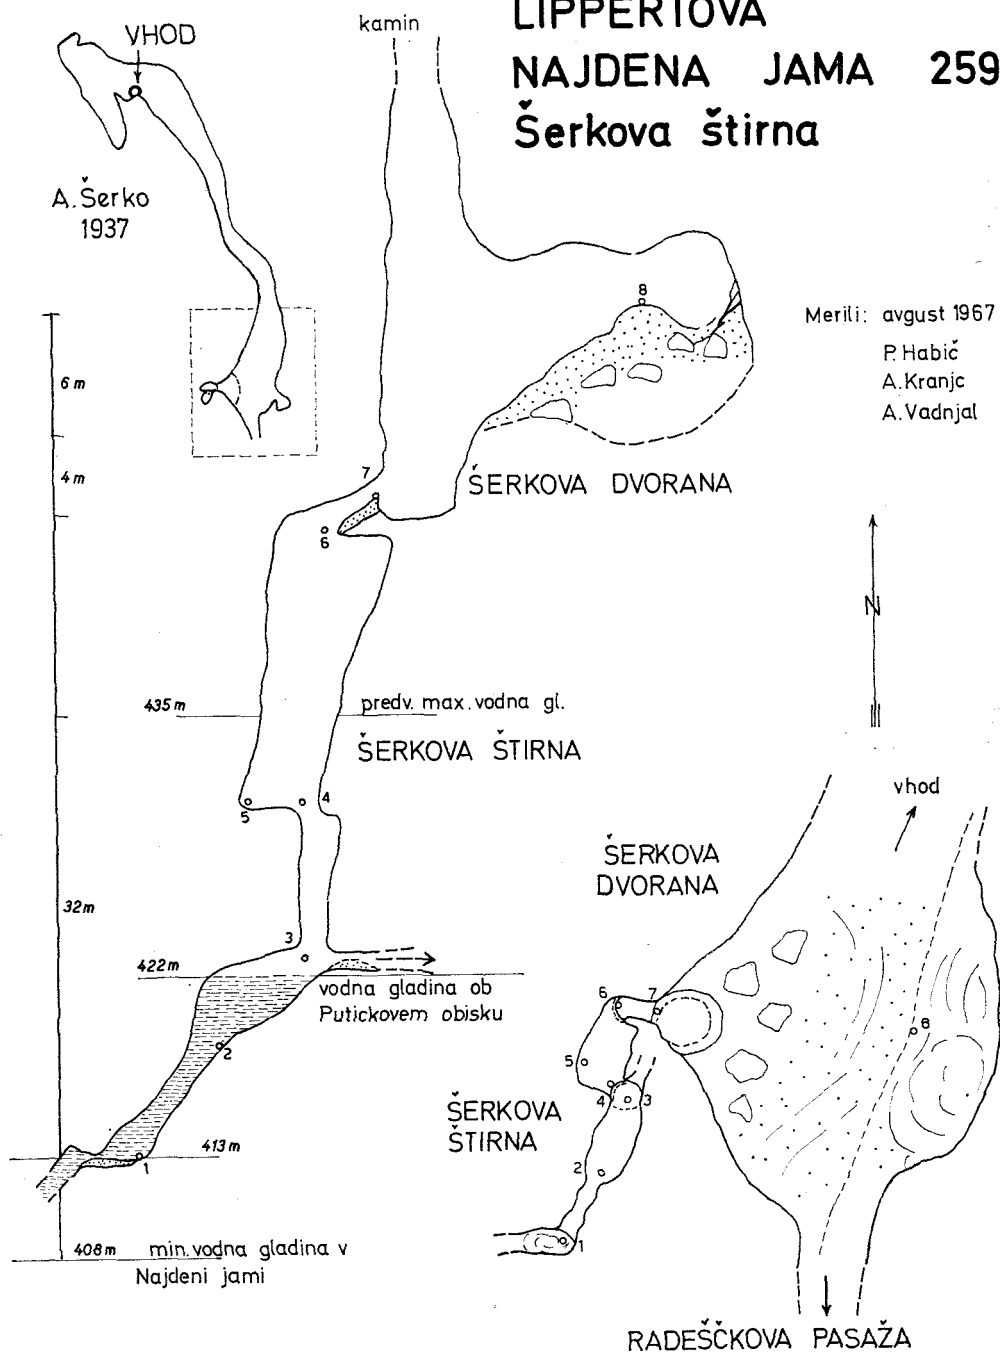 LIPPERTOVA
NAJDENA JAMA 259
Šerkova štirna
VHOD
kamin
A. Šerko
1937
Merili: avgust 1967
P. Habič
A. Kranjc
A. Vadnjal
8
6 m
4 m
7
ŠERKOVA DVORANA
6
N
435 m
predv. max. vodna gl.
ŠERKOVA ŠTIRNA
5
4
vhod
ŠERKOVA
DVORANA
32 m
3
422 m
vodna gladina ob
Putickovem obisku
2
413 m
1
408 m min. vodna gladina v
Najdeni jami
6
7
8
5
4
3
ŠERKOVA
ŠTIRNA
2
1
RADEŠČKOVA PASAŽA